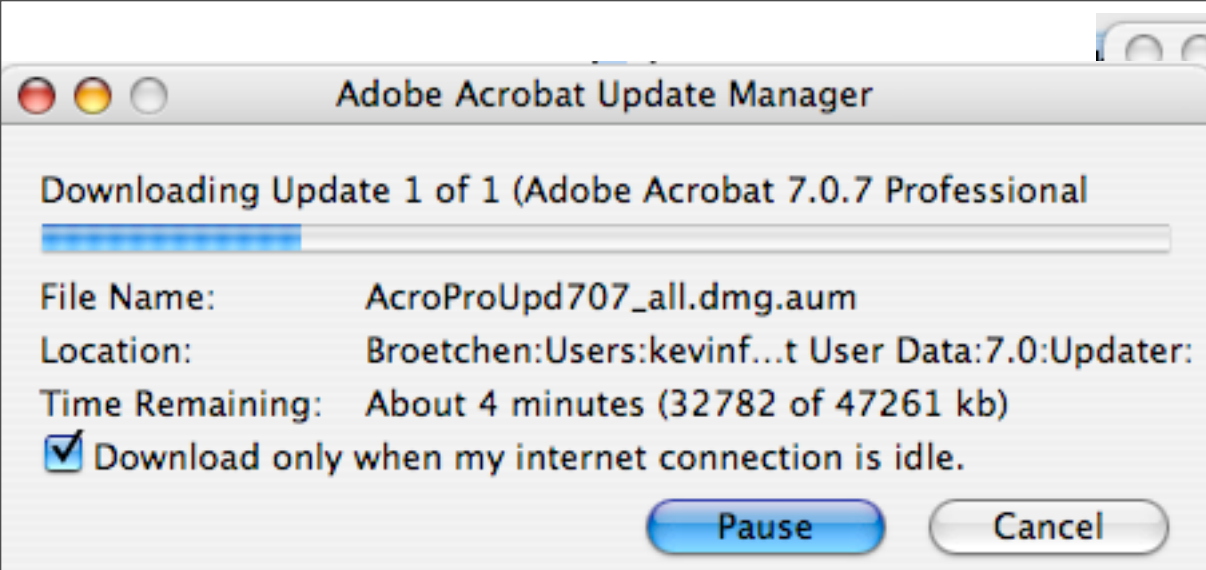 Adobe Acrobat Update Manager
Downloading Update 1 of 1 (Adobe Acrobat 7.0.7 Professional
File Name: AcroProUpd707_all.dmg.aum
Location: Broetchen:Users:kevinf...t User Data:7.0:Updater:
Time Remaining: About 4 minutes (32782 of 47261 kb)
Download only when my internet connection is idle.
Pause Cancel